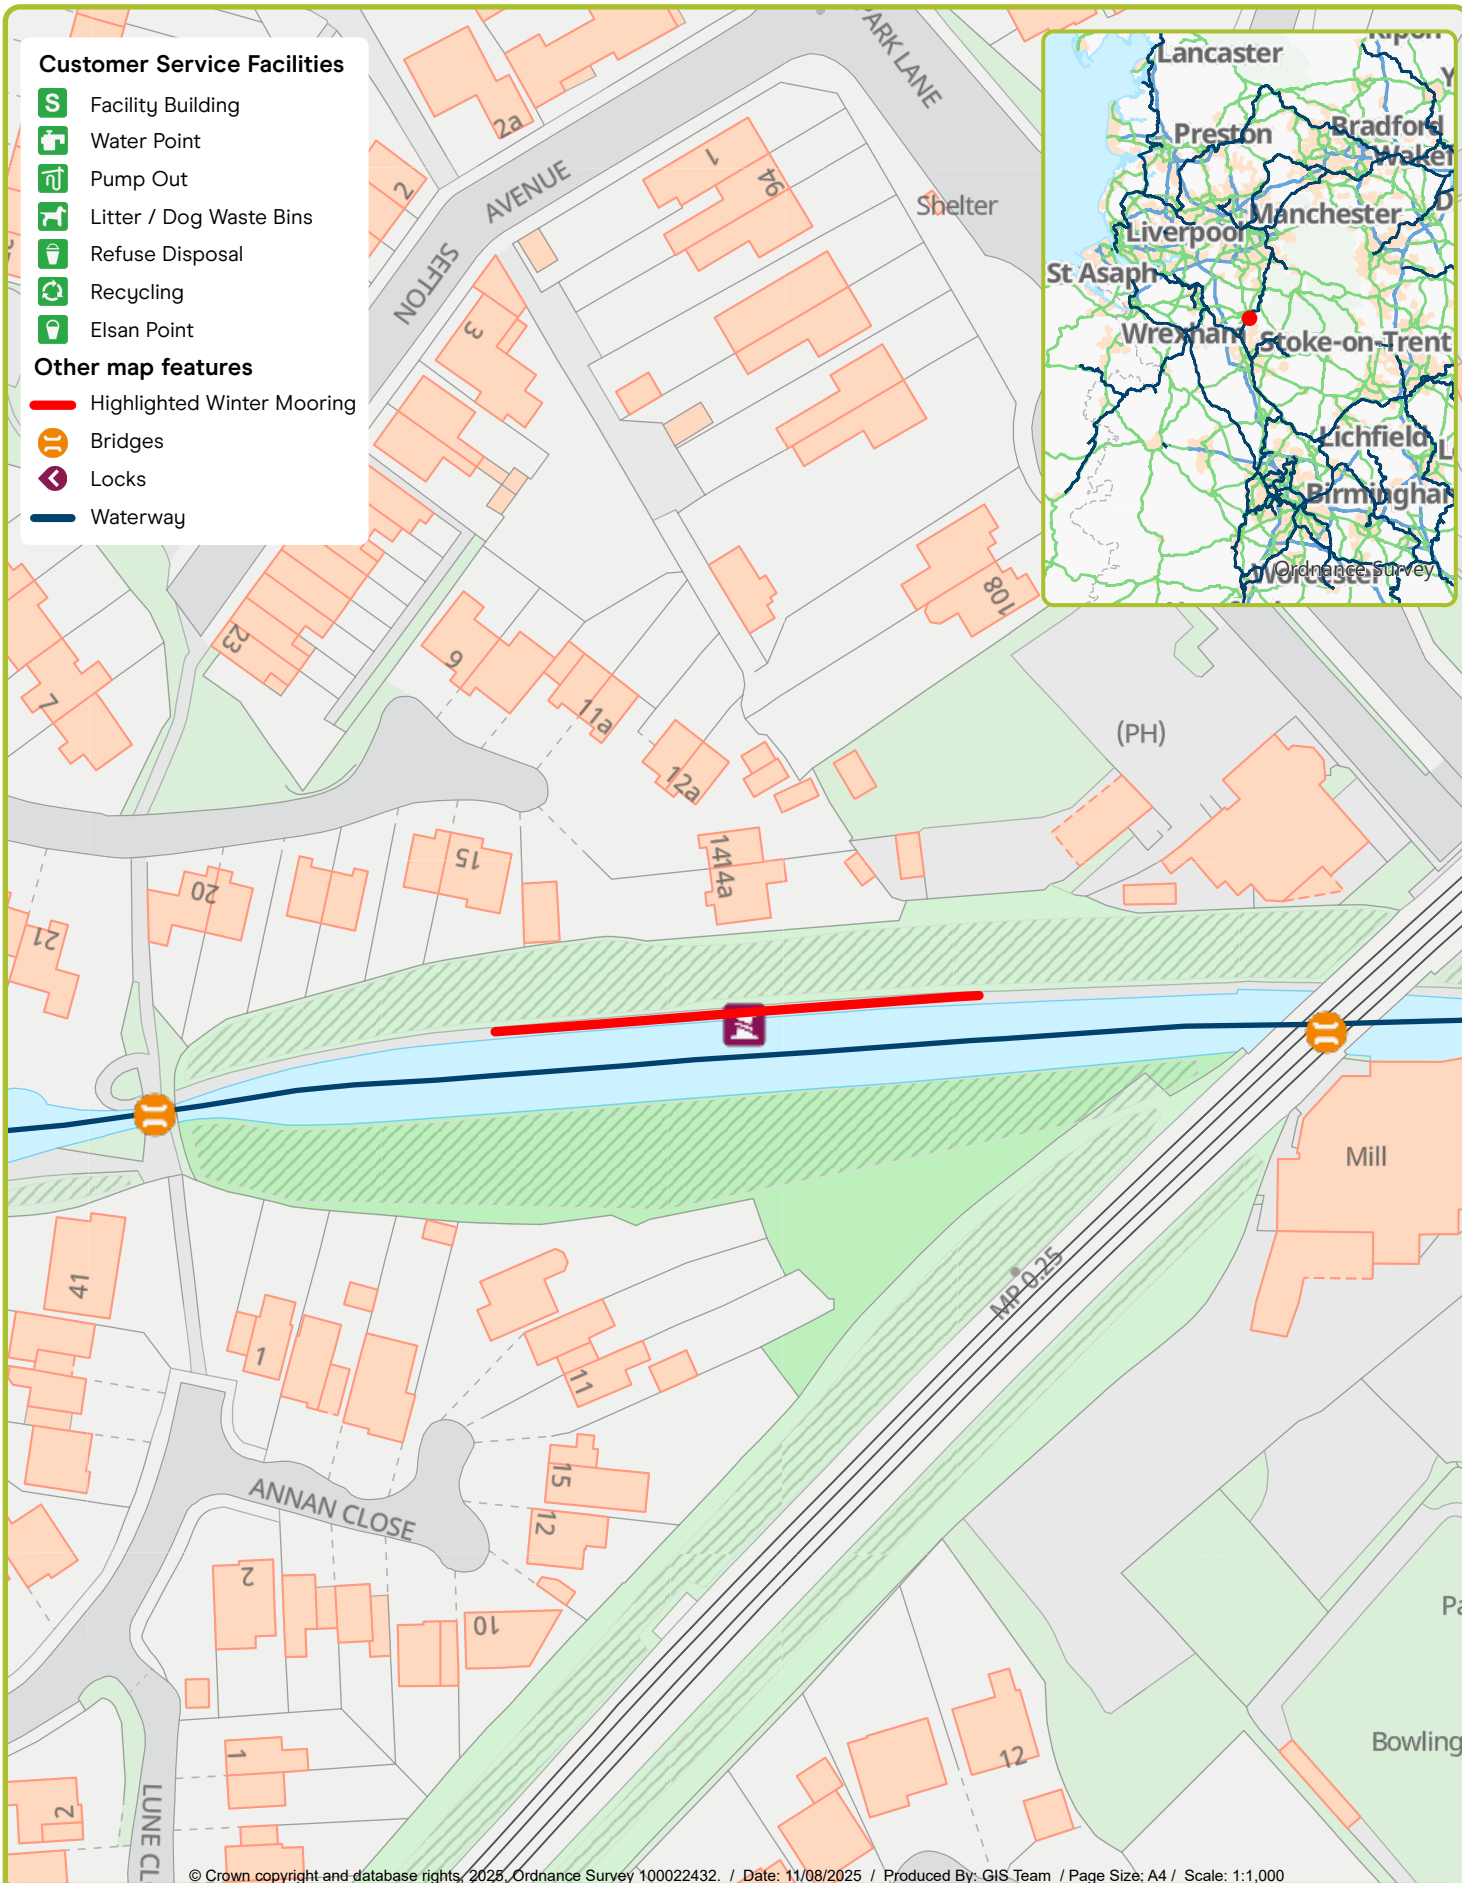 Customer Service Facilities
Facility Building
Water Point
Pump Out
Litter / Dog Waste Bins
Refuse Disposal
Recycling
Elsan Point
Other map features
Highlighted Winter Mooring
Bridges
Locks
Waterway
Lancaster
Ripon
Preston
Bradford
Manchester
Liverpool
St Asaph
Wrexham
Stoke-on-Trent
Lichfield
Birmingham
Worcester
Ordnance Survey
PARK LANE
2a
2
AVENUE
SEFTON
1
94
Shelter
3
108
23
9
11a
12a
7
(PH)
15
1414a
20
21
Mill
MP 0.25
41
1
11
15
12
ANNAN CLOSE
2
10
1
2
LUNE CL
12
Pa
Bowling
© Crown copyright and database rights, 2025, Ordnance Survey 100022432. / Date: 11/08/2025 / Produced By: GIS Team / Page Size: A4 / Scale: 1:1,000